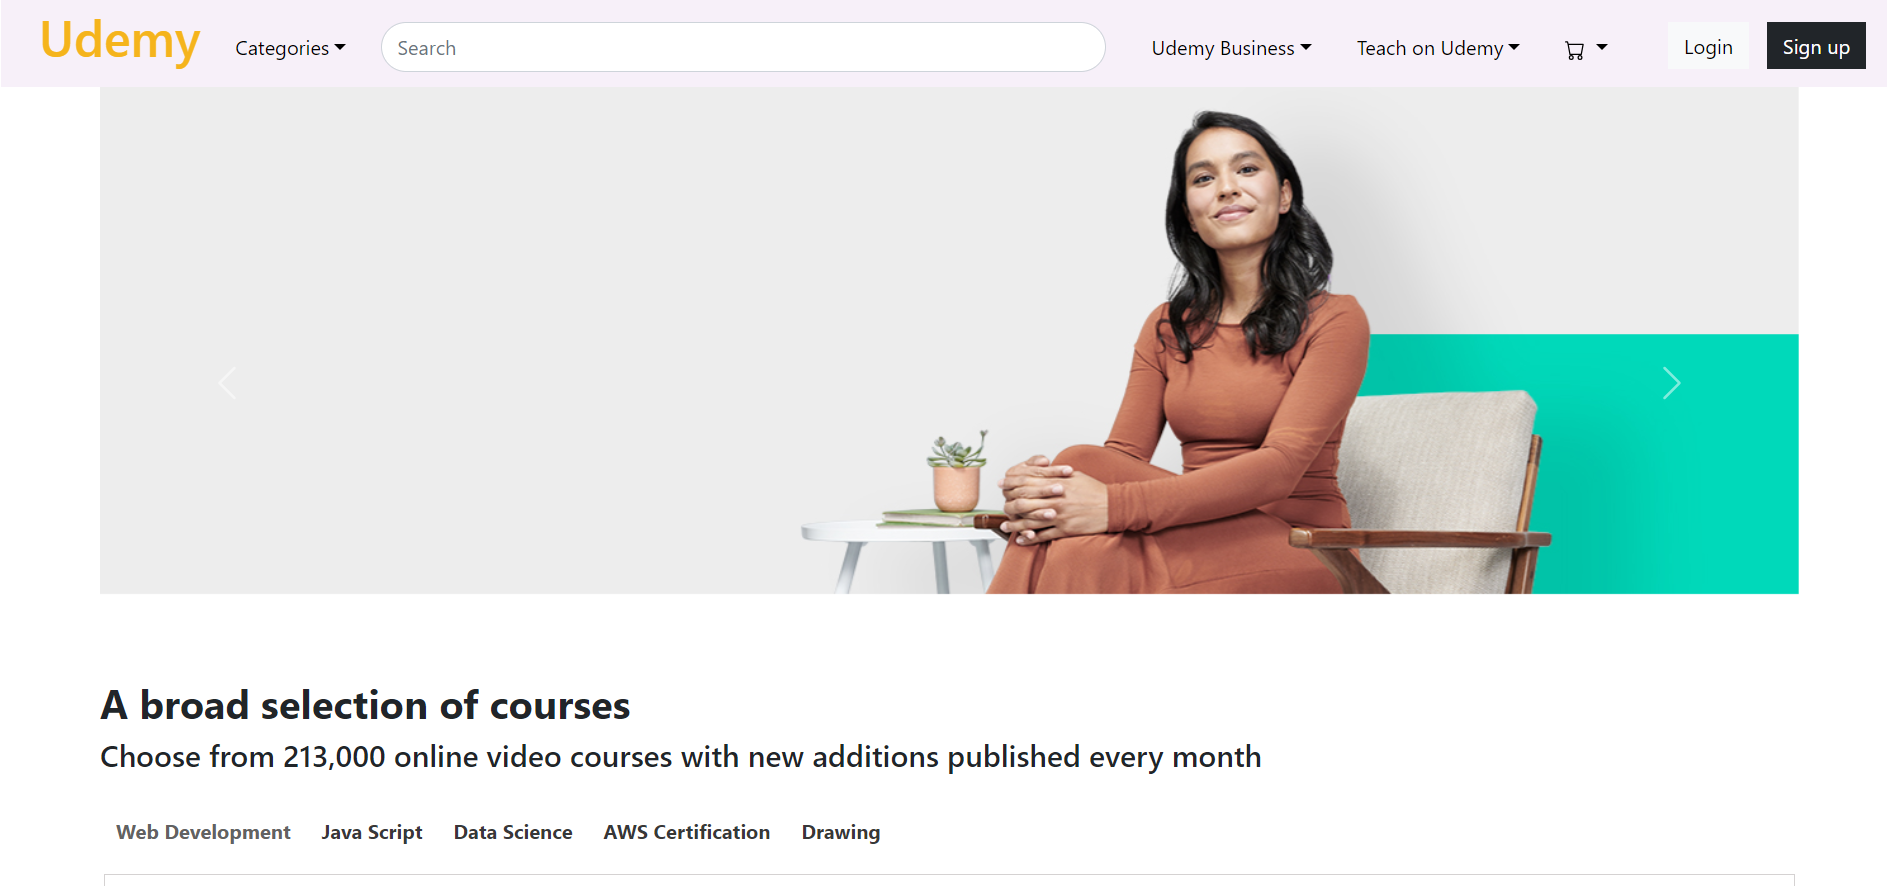 Udemy Categories Search Udemy Business Teach on Udemy Login Sign up
A broad selection of courses
Choose from 213,000 online video courses with new additions published every month
Web Development Java Script Data Science AWS Certification Drawing